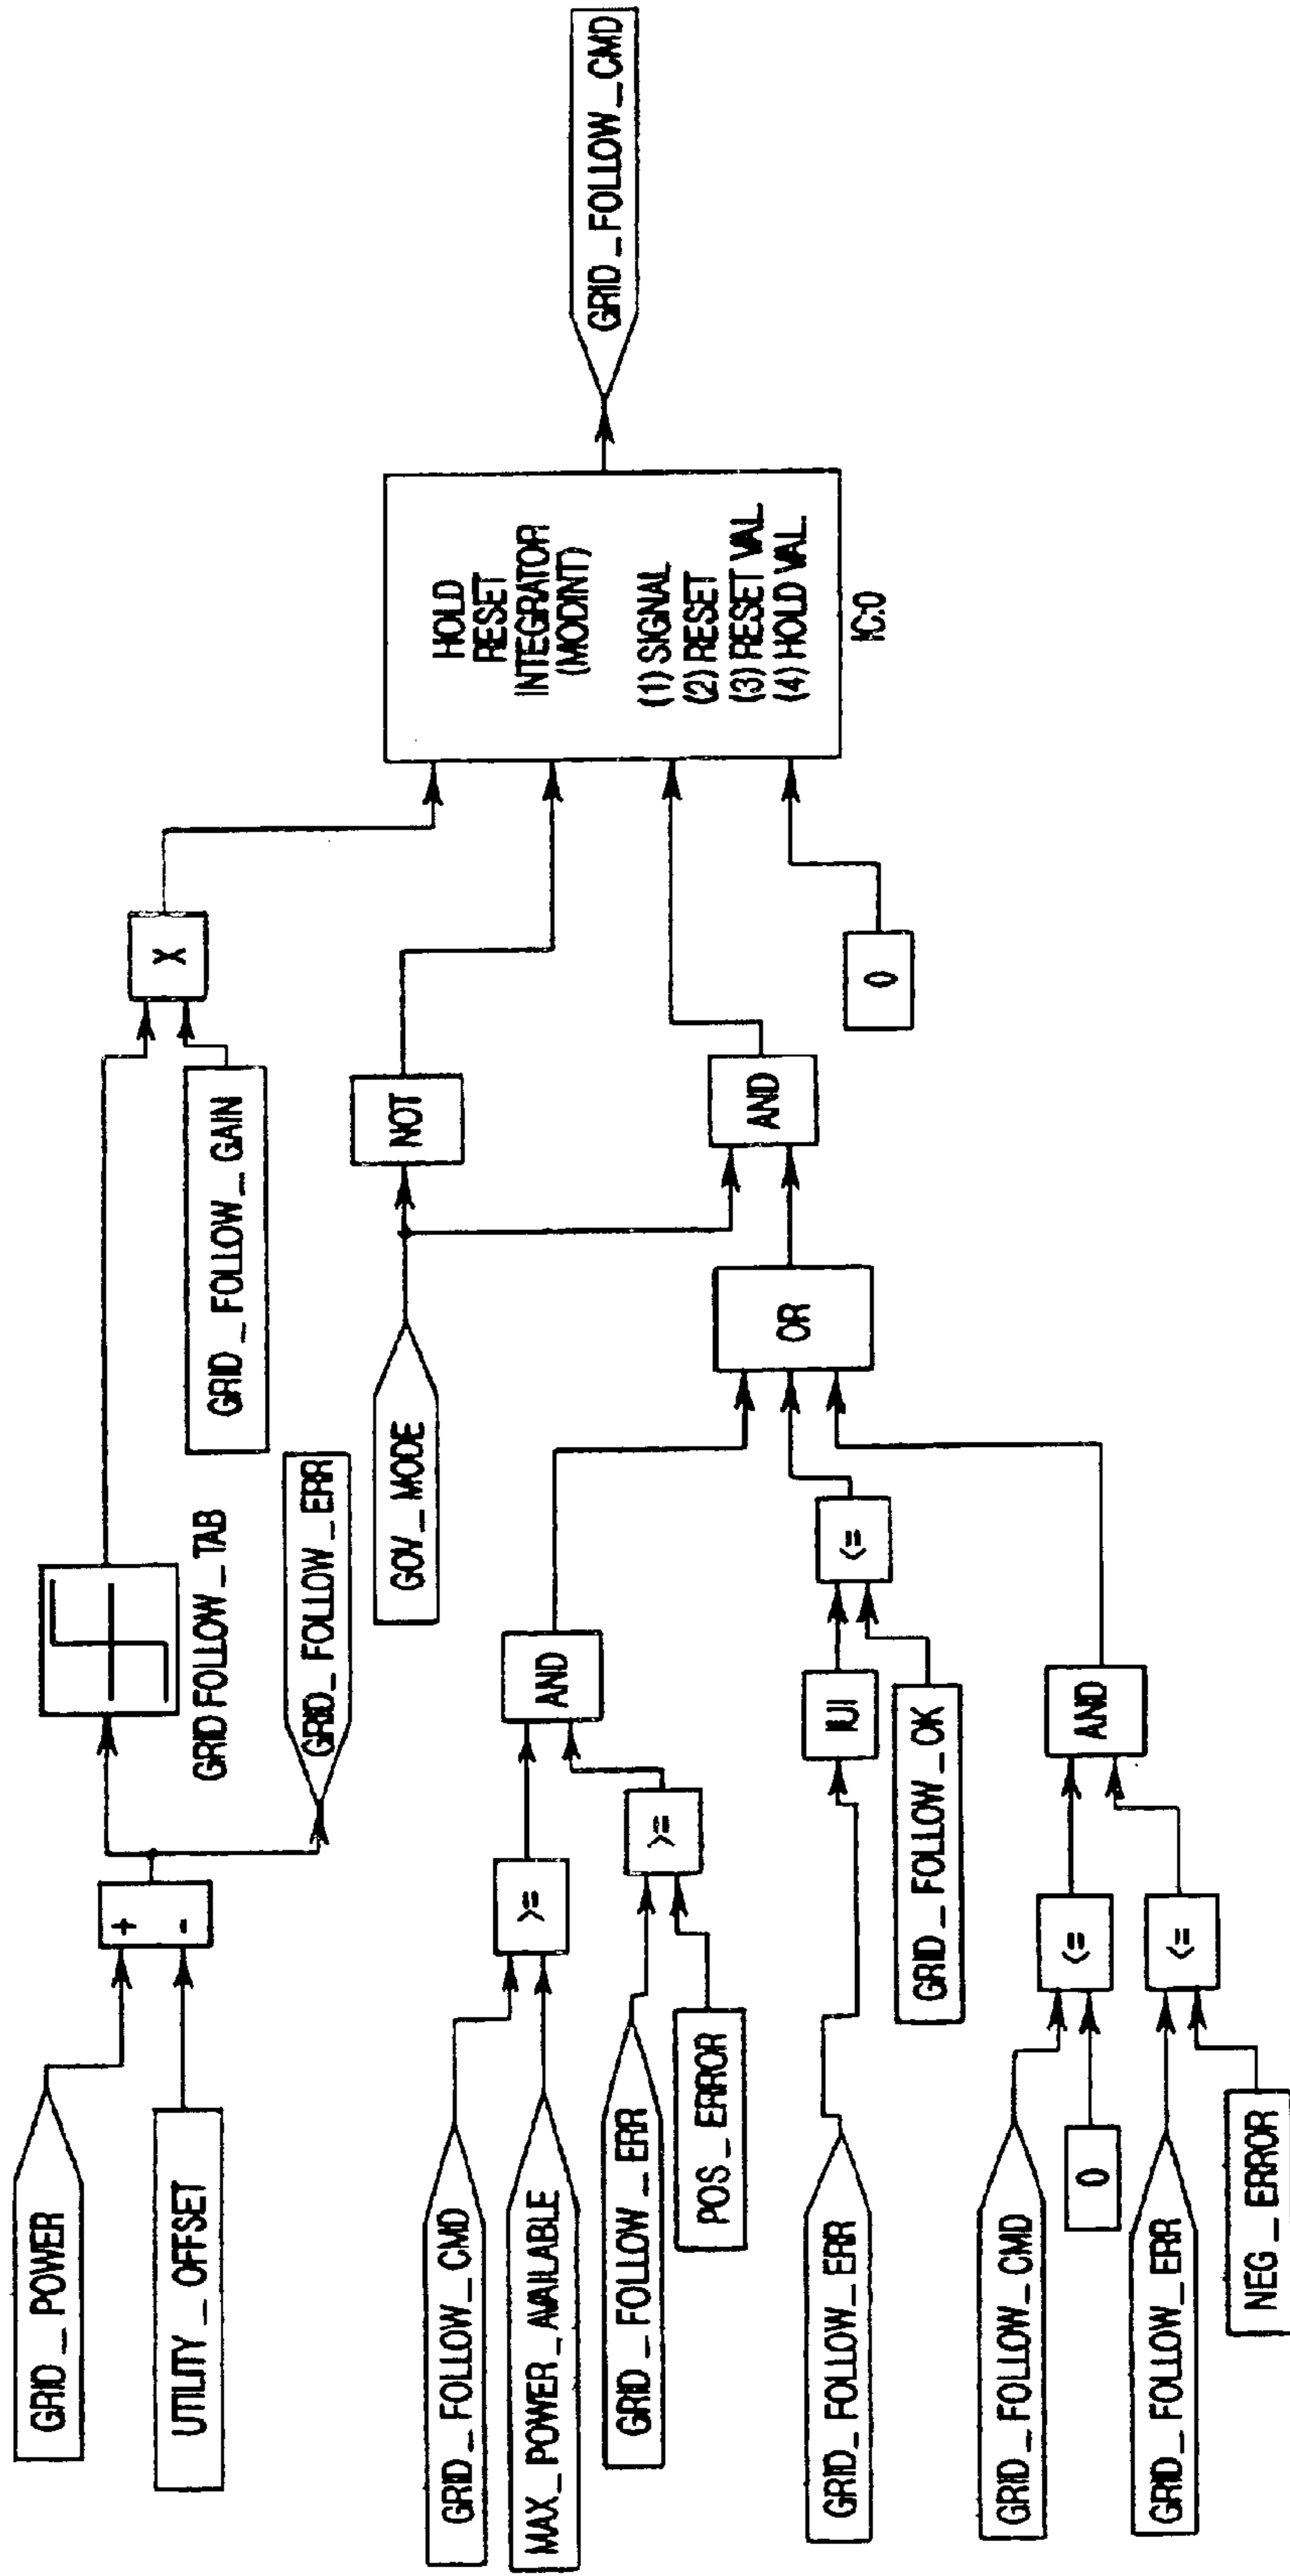 GRID_POWER
UTILITY_OFFSET
+
-
GRID FOLLOW_TAB
GRID_FOLLOW_ERR
GRID_FOLLOW_GAIN
X
GOV_MODE
NOT
GRID_FOLLOW_CMD
MAX_POWER_AVAILABLE
>=
GRID_FOLLOW_ERR
POS_ERROR
>=
AND
GRID_FOLLOW_ERR
IUI
GRID_FOLLOW_OK
<=
GRID_FOLLOW_CMD
0
<=
GRID_FOLLOW_ERR
NEG_ERROR
<=
AND
OR
AND
0
HOLD
RESET
INTEGRATOR
(MODINT)
(1) SIGNAL
(2) RESET
(3) RESET VAL.
(4) HOLD VAL.
IC:0
GRID_FOLLOW_CMD